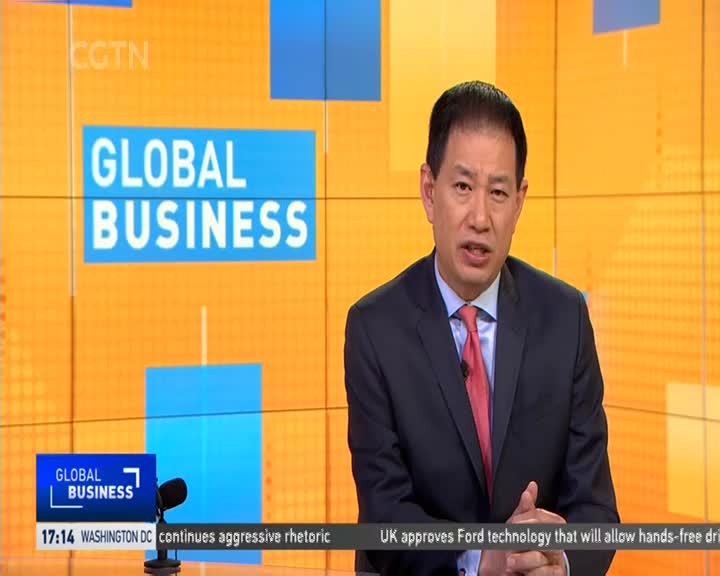 CGTN
GLOBAL
BUSINESS
GLOBAL
BUSINESS
17:14 WASHINGTON DC continues aggressive rhetoric UK approves Ford technology that will allow hands-free dri